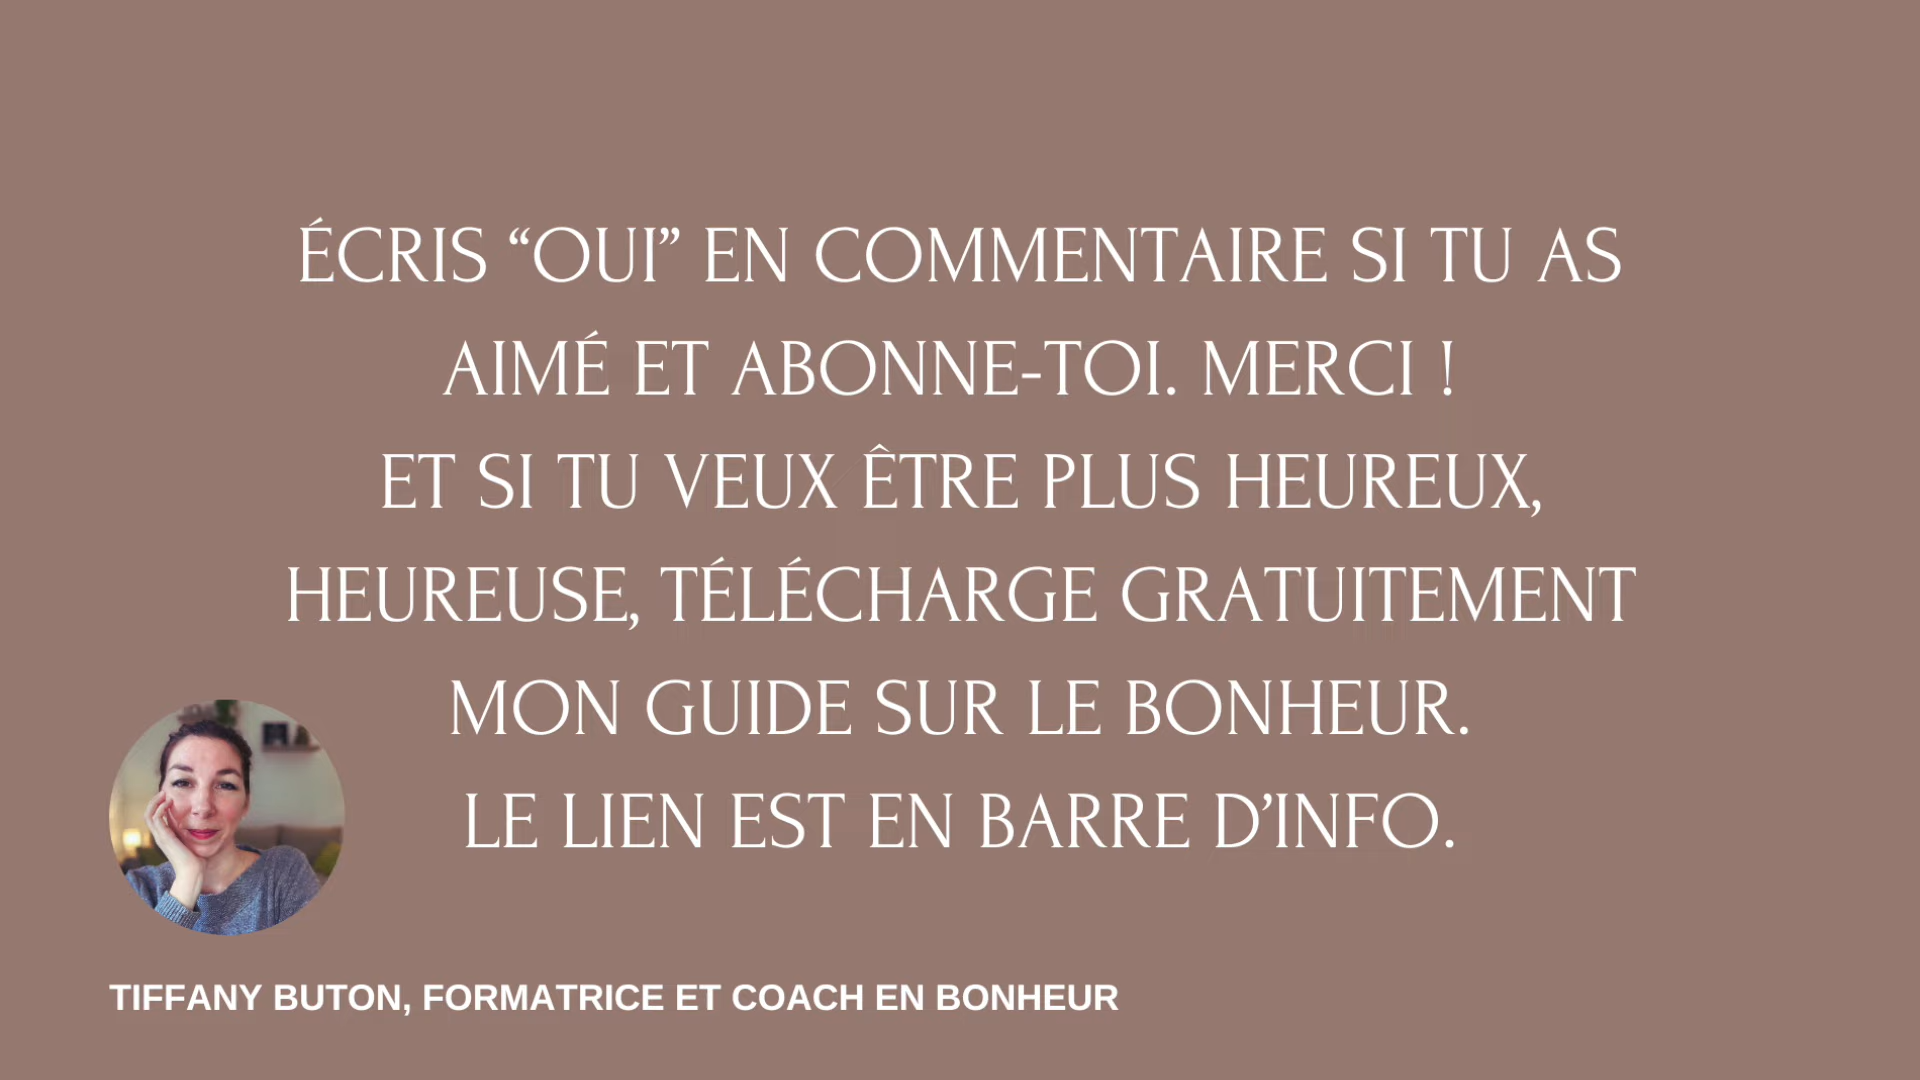 ÉCRIS “OUI” EN COMMENTAIRE SI TU AS
AIMÉ ET ABONNE-TOI. MERCI !
ET SI TU VEUX ÊTRE PLUS HEUREUX,
HEUREUSE, TÉLÉCHARGE GRATUITEMENT
MON GUIDE SUR LE BONHEUR.
LE LIEN EST EN BARRE D’INFO.
TIFFANY BUTON, FORMATRICE ET COACH EN BONHEUR